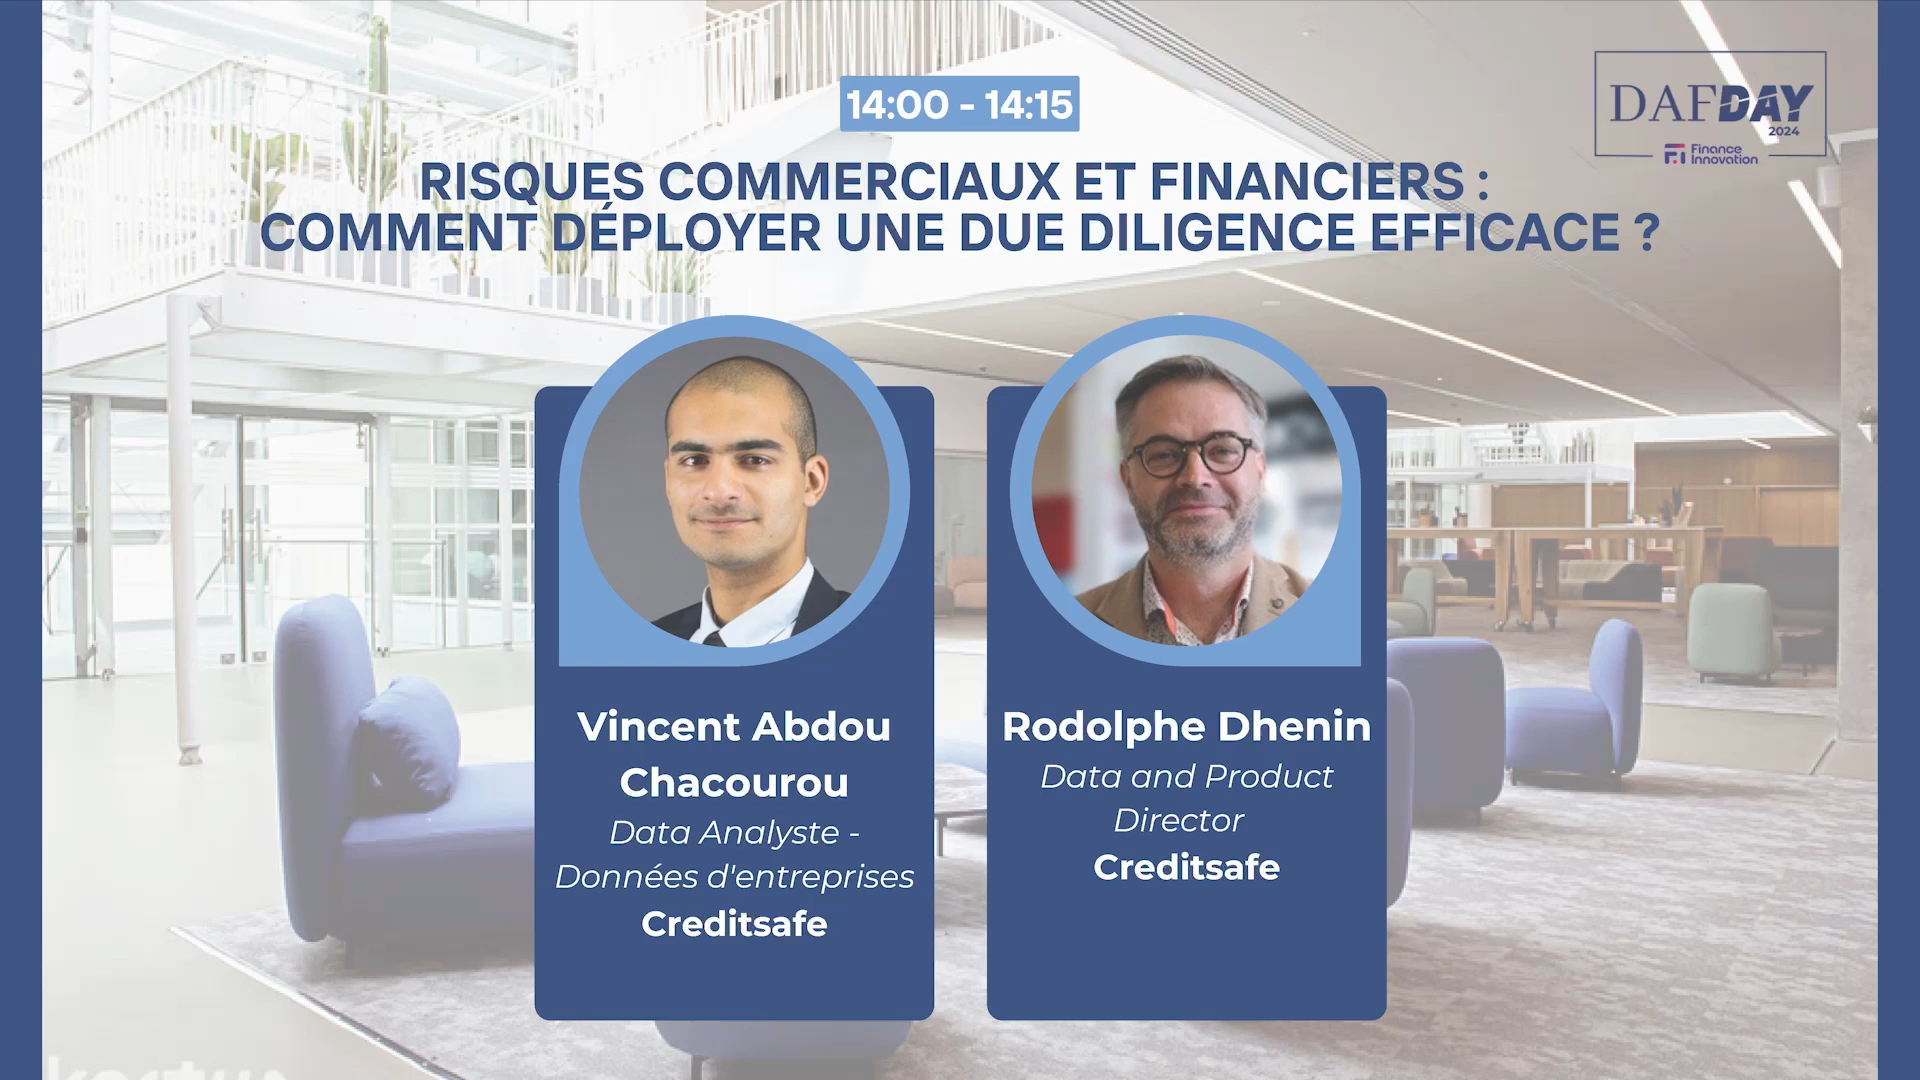 14:00 - 14:15
DAFDAY
2024
Finance
Innovation
RISQUES COMMERCIAUX ET FINANCIERS :
COMMENT DÉPLOYER UNE DUE DILIGENCE EFFICACE ?
Vincent Abdou
Chacourou
Data Analyste -
Données d'entreprises
Creditsafe
Rodolphe Dhenin
Data and Product
Director
Creditsafe